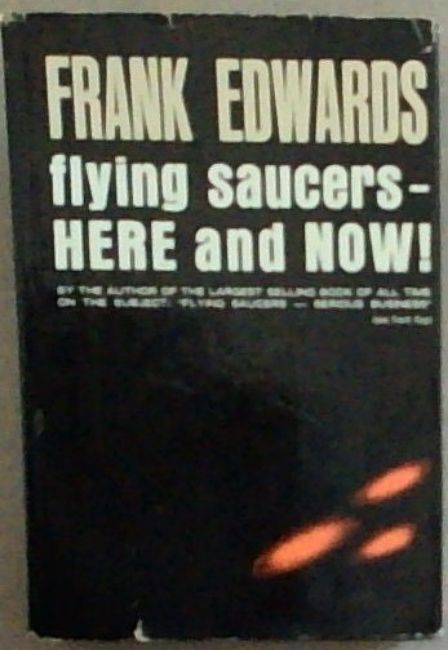 FRANK EDWARDS
flying saucers-
HERE and NOW!
BY THE AUTHOR OF THE LARGEST SELLING BOOK OF ALL TIME
ON THE SUBJECT: 'FLYING SAUCERS — SERIOUS BUSINESS'